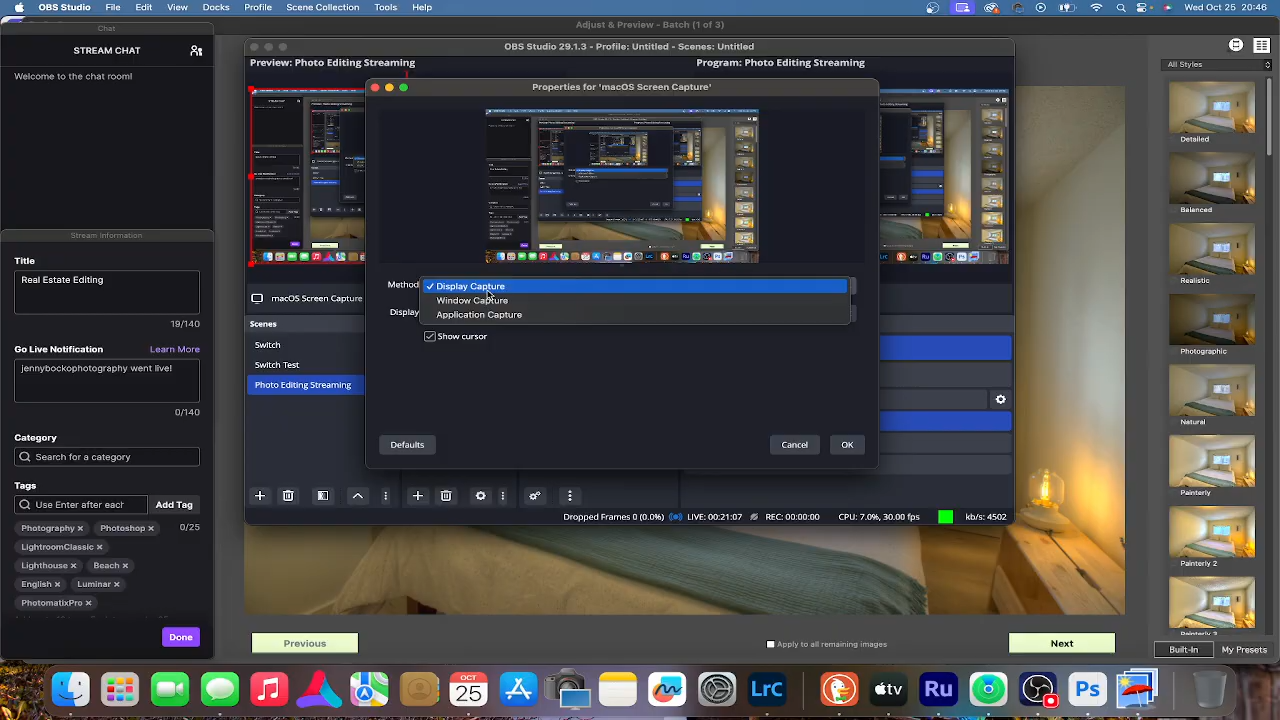 OBS Studio File Edit View Docks Profile Scene Collection Tools Help
Wed Oct 25 20:46
Adjust & Preview - Batch (1 of 3)
Chat
STREAM CHAT
Welcome to the chat room!
Stream Information
Title
Real Estate Editing
19/140
Go Live Notification Learn More
jennybockophotography went live!
0/140
Category
Search for a category
Tags
Use Enter after each Add Tag
Photography Photoshop 0/25
LightroomClassic
Lighthouse Beach
English Luminar
PhotomatixPro
Done
OBS Studio 29.1.3 - Profile: Untitled - Scenes: Untitled
Preview: Photo Editing Streaming
Program: Photo Editing Streaming
Properties for 'macOS Screen Capture'
Method
Display Capture
Window Capture
Application Capture
Display
Show cursor
Defaults
Cancel
OK
macOS Screen Capture
Scenes
Switch
Switch Test
Photo Editing Streaming
Dropped Frames 0 (0.0%) LIVE: 00:21:07 REC: 00:00:00 CPU: 7.0%, 30.00 fps kb/s: 4502
Previous
Apply to all remaining images
Next
All Styles
Detailed
Balanced
Realistic
Photographic
Natural
Painterly
Painterly 2
Painterly 3
Built-In
My Presets
OCT
25
LrC
tv
Ru
Ps